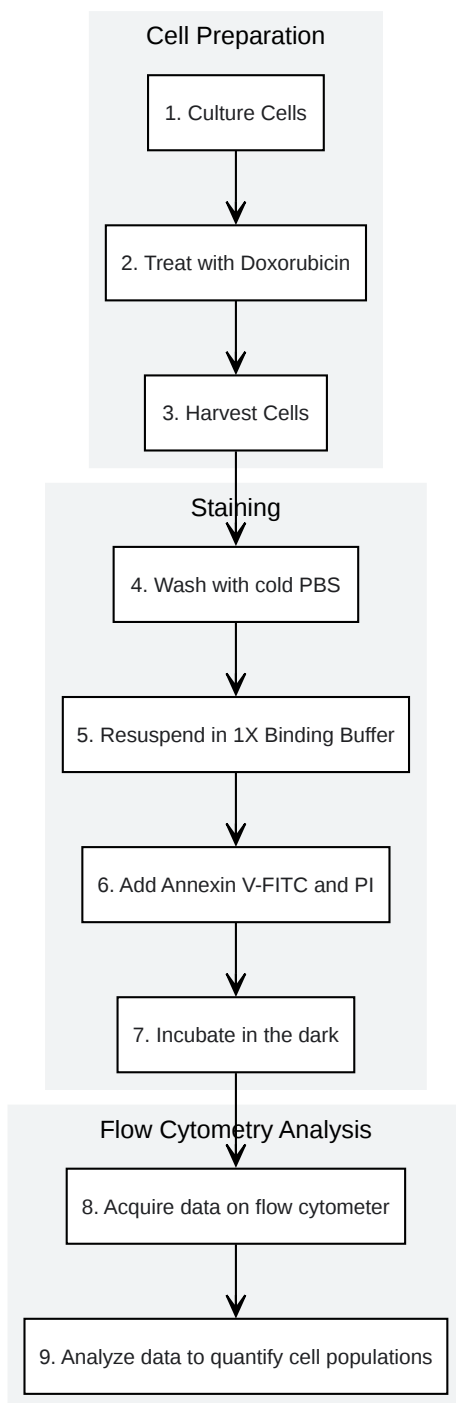 Cell Preparation
1. Culture Cells
2. Treat with Doxorubicin
3. Harvest Cells
Staining
4. Wash with cold PBS
5. Resuspend in 1X Binding Buffer
6. Add Annexin V-FITC and PI
7. Incubate in the dark
Flow Cytometry Analysis
8. Acquire data on flow cytometer
9. Analyze data to quantify cell populations